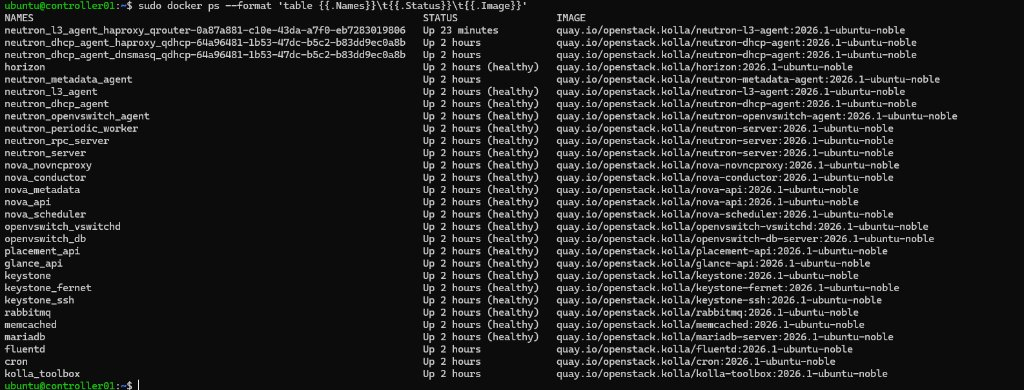 ubuntu@controller01:~$ sudo docker ps --format 'table {{.Names}}\t{{.Status}}\t{{.Image}}'
NAMES STATUS IMAGE
neutron_l3_agent_haproxy_qrouter-0a87a881-c10e-43da-a7f0-eb7283019806 Up 23 minutes quay.io/openstack.kolla/neutron-l3-agent:2026.1-ubuntu-noble
neutron_dhcp_agent_haproxy_qdhcp-64a96481-1b53-47dc-b5c2-b83dd9ec0a8b Up 2 hours quay.io/openstack.kolla/neutron-dhcp-agent:2026.1-ubuntu-noble
neutron_dhcp_agent_dnsmasq_qdhcp-64a96481-1b53-47dc-b5c2-b83dd9ec0a8b Up 2 hours quay.io/openstack.kolla/neutron-dhcp-agent:2026.1-ubuntu-noble
horizon Up 2 hours (healthy) quay.io/openstack.kolla/horizon:2026.1-ubuntu-noble
neutron_metadata_agent Up 2 hours quay.io/openstack.kolla/neutron-metadata-agent:2026.1-ubuntu-noble
neutron_l3_agent Up 2 hours (healthy) quay.io/openstack.kolla/neutron-l3-agent:2026.1-ubuntu-noble
neutron_dhcp_agent Up 2 hours (healthy) quay.io/openstack.kolla/neutron-dhcp-agent:2026.1-ubuntu-noble
neutron_openvswitch_agent Up 2 hours (healthy) quay.io/openstack.kolla/neutron-openvswitch-agent:2026.1-ubuntu-noble
neutron_periodic_worker Up 2 hours (healthy) quay.io/openstack.kolla/neutron-server:2026.1-ubuntu-noble
neutron_rpc_server Up 2 hours (healthy) quay.io/openstack.kolla/neutron-server:2026.1-ubuntu-noble
neutron_server Up 2 hours (healthy) quay.io/openstack.kolla/neutron-server:2026.1-ubuntu-noble
nova_novncproxy Up 2 hours (healthy) quay.io/openstack.kolla/nova-novncproxy:2026.1-ubuntu-noble
nova_conductor Up 2 hours (healthy) quay.io/openstack.kolla/nova-conductor:2026.1-ubuntu-noble
nova_metadata Up 2 hours (healthy) quay.io/openstack.kolla/nova-api:2026.1-ubuntu-noble
nova_api Up 2 hours (healthy) quay.io/openstack.kolla/nova-api:2026.1-ubuntu-noble
nova_scheduler Up 2 hours (healthy) quay.io/openstack.kolla/nova-scheduler:2026.1-ubuntu-noble
openvswitch_vswitchd Up 2 hours (healthy) quay.io/openstack.kolla/openvswitch-vswitchd:2026.1-ubuntu-noble
openvswitch_db Up 2 hours (healthy) quay.io/openstack.kolla/openvswitch-db-server:2026.1-ubuntu-noble
placement_api Up 2 hours (healthy) quay.io/openstack.kolla/placement-api:2026.1-ubuntu-noble
glance_api Up 2 hours (healthy) quay.io/openstack.kolla/glance-api:2026.1-ubuntu-noble
keystone Up 2 hours (healthy) quay.io/openstack.kolla/keystone:2026.1-ubuntu-noble
keystone_fernet Up 2 hours (healthy) quay.io/openstack.kolla/keystone-fernet:2026.1-ubuntu-noble
keystone_ssh Up 2 hours (healthy) quay.io/openstack.kolla/keystone-ssh:2026.1-ubuntu-noble
rabbitmq Up 2 hours (healthy) quay.io/openstack.kolla/rabbitmq:2026.1-ubuntu-noble
memcached Up 2 hours (healthy) quay.io/openstack.kolla/memcached:2026.1-ubuntu-noble
mariadb Up 2 hours (healthy) quay.io/openstack.kolla/mariadb-server:2026.1-ubuntu-noble
fluentd Up 2 hours quay.io/openstack.kolla/fluentd:2026.1-ubuntu-noble
cron Up 2 hours quay.io/openstack.kolla/cron:2026.1-ubuntu-noble
kolla_toolbox Up 2 hours quay.io/openstack.kolla/kolla-toolbox:2026.1-ubuntu-noble
ubuntu@controller01:~$